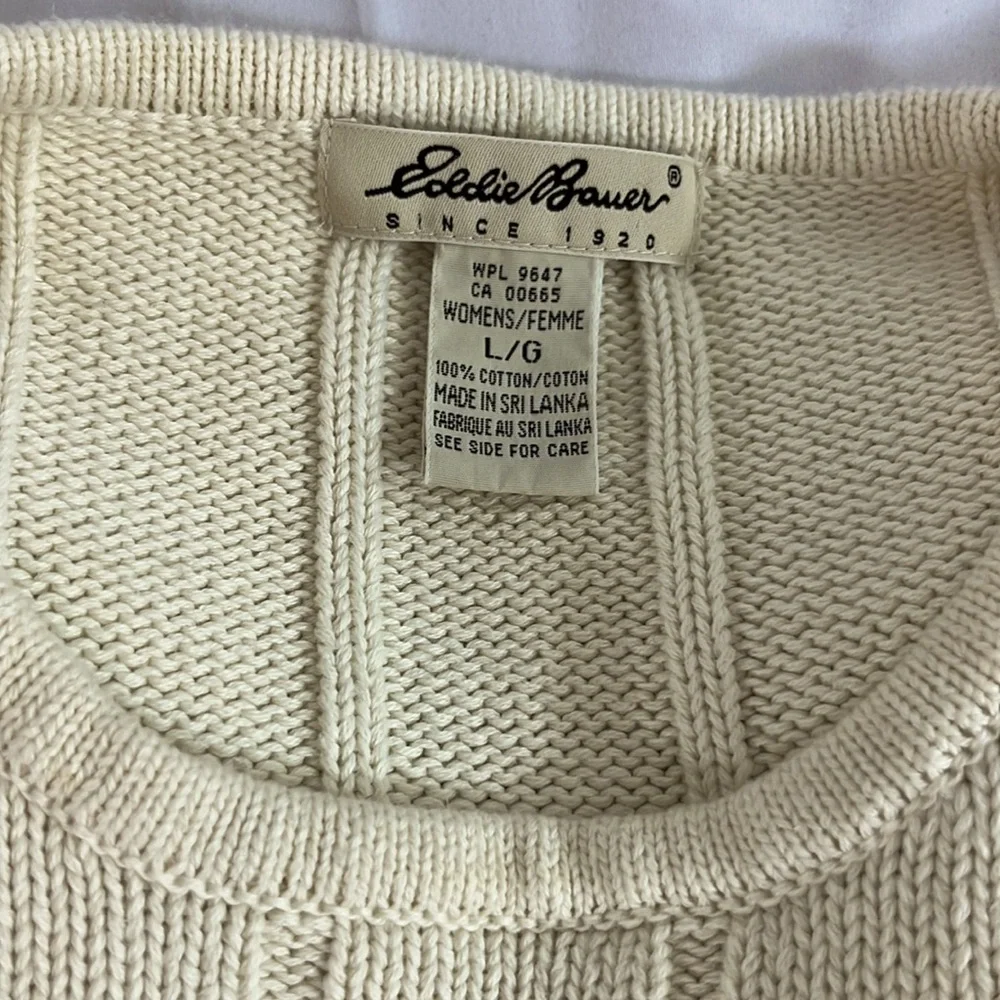 Eddie Bauer®
SINCE 1920
WPL 9647
CA 00665
WOMENS/FEMME
L/G
100% COTTON/COTON
MADE IN SRI LANKA
FABRIQUE AU SRI LANKA
SEE SIDE FOR CARE